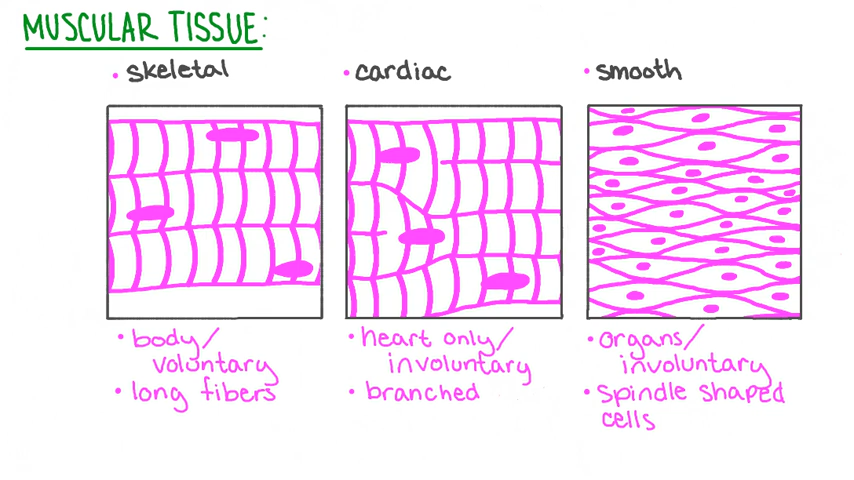 MUSCULAR TISSUE:
• skeletal
• cardiac
• smooth
• body/
voluntary
• long fibers
• heart only/
involuntary
• branched
• organs/
involuntary
• spindle shaped
cells